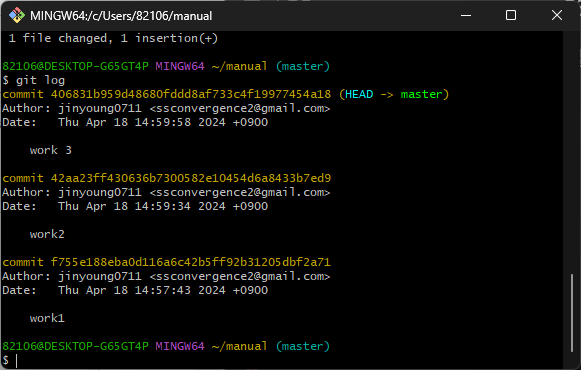 MINGW64:/c/Users/82106/manual
1 file changed, 1 insertion(+)
82106@DESKTOP-G65GT4P MINGW64 ~/manual (master)
$ git log
commit 406831b959d48680fddd8af733c4f19977454a18 (HEAD -> master)
Author: jinyoung0711 <ssconvergence2@gmail.com>
Date:   Thu Apr 18 14:59:58 2024 +0900
work 3
commit 42aa23ff430636b7300582e10454d6a8433b7ed9
Author: jinyoung0711 <ssconvergence2@gmail.com>
Date:   Thu Apr 18 14:59:34 2024 +0900
work2
commit f755e188eba0d116a6c42b5ff92b31205dbf2a71
Author: jinyoung0711 <ssconvergence2@gmail.com>
Date:   Thu Apr 18 14:57:43 2024 +0900
work1
82106@DESKTOP-G65GT4P MINGW64 ~/manual (master)
$